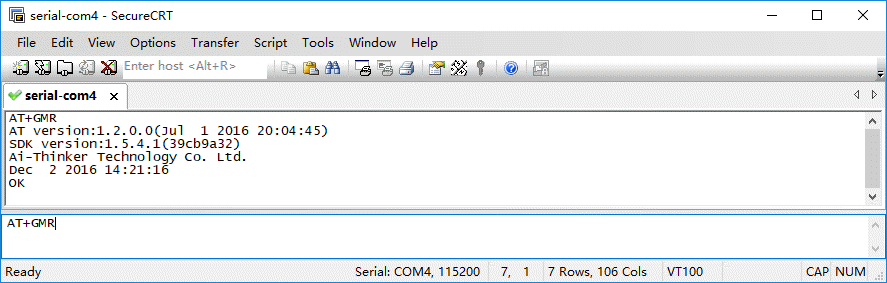 serial-com4 - SecureCRT
File Edit View Options Transfer Script Tools Window Help
Enter host <Alt+R>
serial-com4
AT+GMR
AT version:1.2.0.0(Jul  1 2016 20:04:45)
SDK version:1.5.4.1(39cb9a32)
Ai-Thinker Technology Co. Ltd.
Dec  2 2016 14:21:16
OK
AT+GMR
Ready Serial: COM4, 115200 7, 1 7 Rows, 106 Cols VT100 CAP NUM